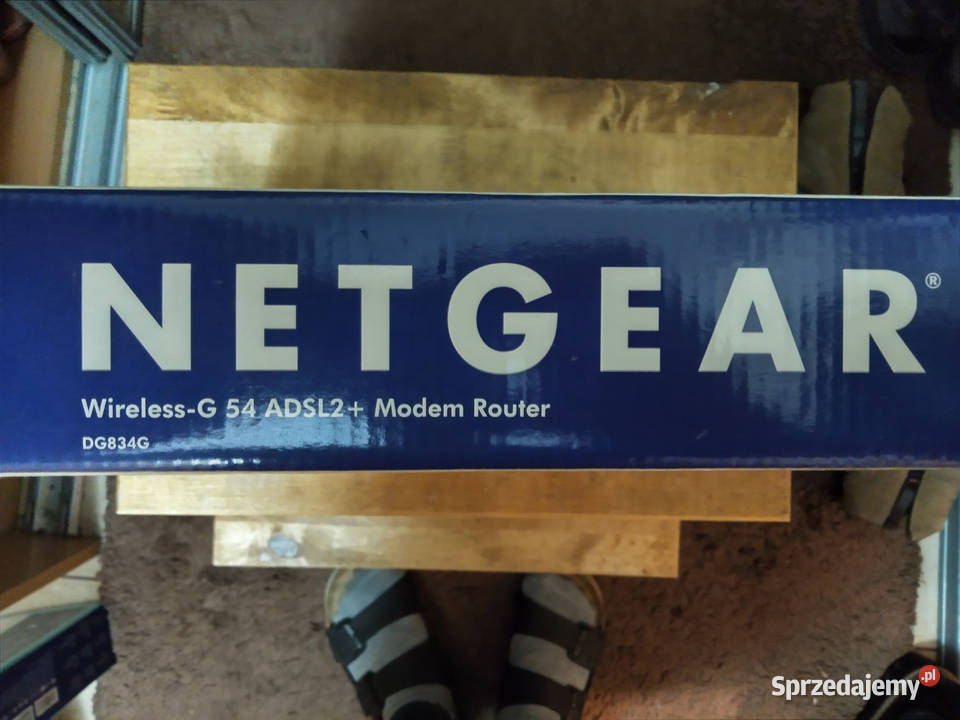 NETGEAR®
Wireless-G 54 ADSL2+ Modem Router
DG834G
Sprzedajemy.pl